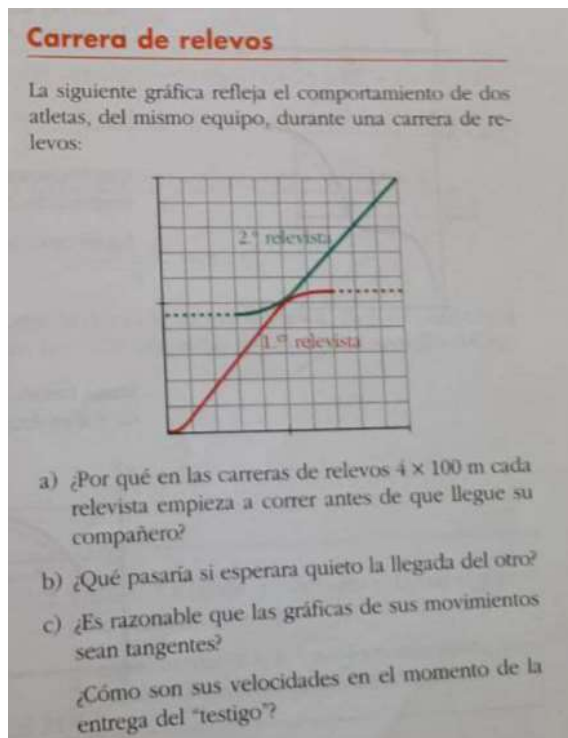 Carrera de relevos
La siguiente gráfica refleja el comportamiento de dos
atletas, del mismo equipo, durante una carrera de re-
levos:
2.º relevista
1.er relevista
a) ¿Por qué en las carreras de relevos 4 × 100 m cada
relevista empieza a correr antes de que llegue su
compañero?
b) ¿Qué pasaría si esperara quieto la llegada del otro?
c) ¿Es razonable que las gráficas de sus movimientos
sean tangentes?
¿Cómo son sus velocidades en el momento de la
entrega del “testigo”?